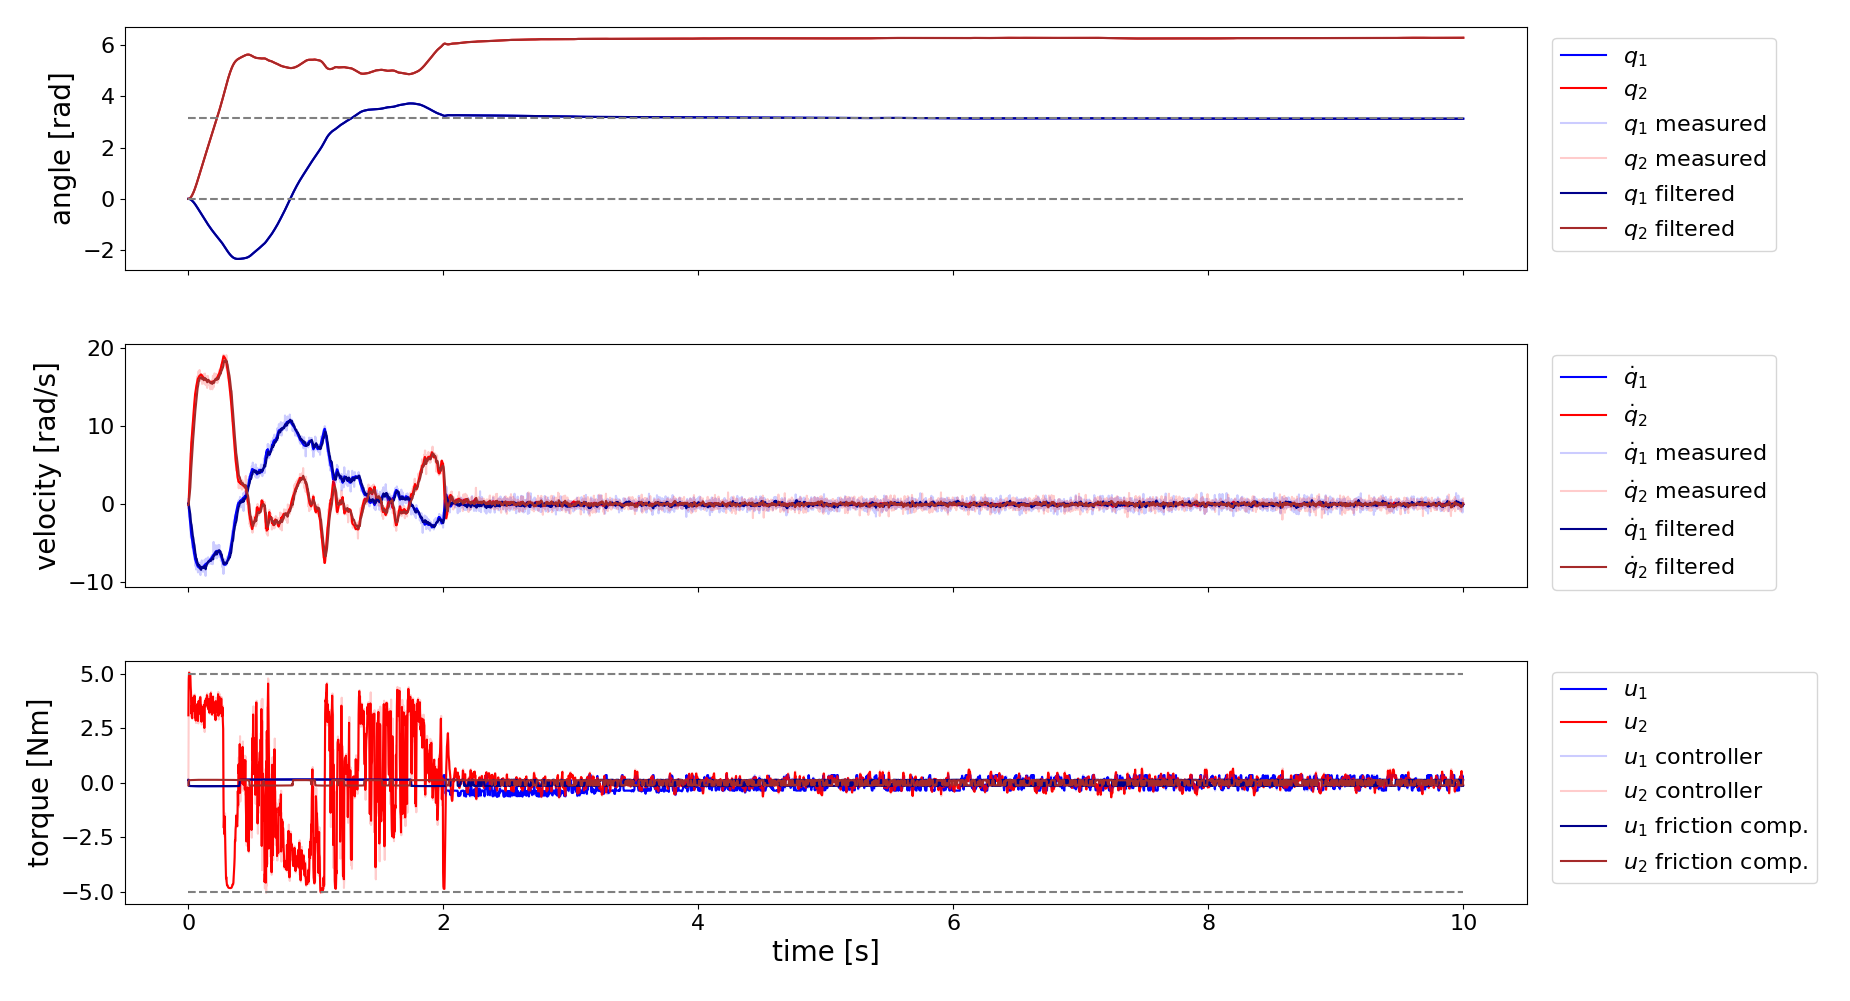 angle [rad]
6
4
2
0
−2
q₁
q₂
q₁ measured
q₂ measured
q₁ filtered
q₂ filtered
velocity [rad/s]
20
10
0
−10
q̇₁
q̇₂
q̇₁ measured
q̇₂ measured
q̇₁ filtered
q̇₂ filtered
torque [Nm]
5.0
2.5
0.0
−2.5
−5.0
u₁
u₂
u₁ controller
u₂ controller
u₁ friction comp.
u₂ friction comp.
0 2 4 6 8 10
time [s]